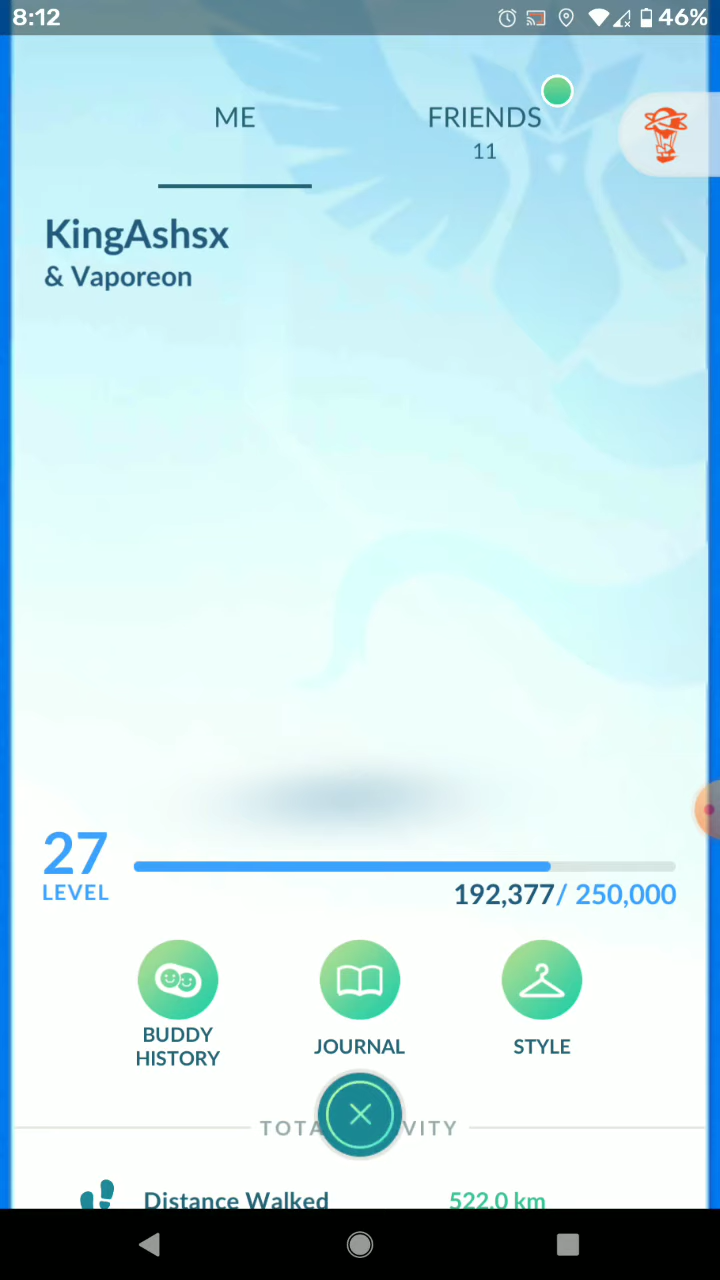 8:12
46%
ME
FRIENDS
11
KingAshsx
& Vaporeon
27
LEVEL
192,377/ 250,000
BUDDY
HISTORY
JOURNAL
STYLE
TOTA VITY
Distance Walked 522.0 km